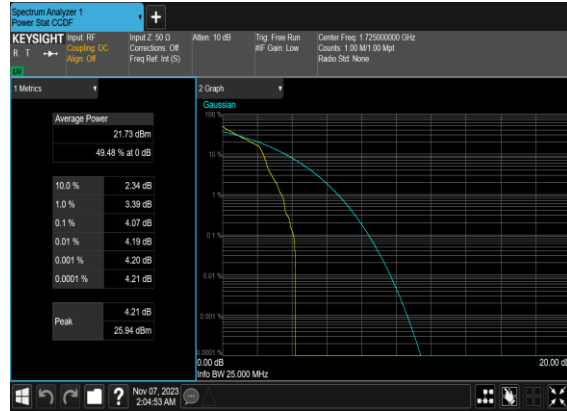 Spectrum Analyzer 1
Power Stat CCDF
+
KEYSIGHT
R T
LV
Input: RF
Coupling: DC
Align: Off
Input Z: 50 Ω
Corrections: Off
Freq Ref: Int (S)
Atten: 10 dB
Trig: Free Run
#IF Gain: Low
Center Freq: 1.725000000 GHz
Counts: 1.00 M/1.00 Mpt
Radio Std: None
1 Metrics
Average Power
21.73 dBm
49.48 % at 0 dB
10.0 % 2.34 dB
1.0 % 3.39 dB
0.1 % 4.07 dB
0.01 % 4.19 dB
0.001 % 4.20 dB
0.0001 % 4.21 dB
Peak
4.21 dB
25.94 dBm
2 Graph
Gaussian
100 %
10 %
1 %
0.1 %
0.01 %
0.001 %
0.0001 %
0.00 dB
20.00 dB
Info BW 25.000 MHz
?
Nov 07, 2023
2:04:53 AM